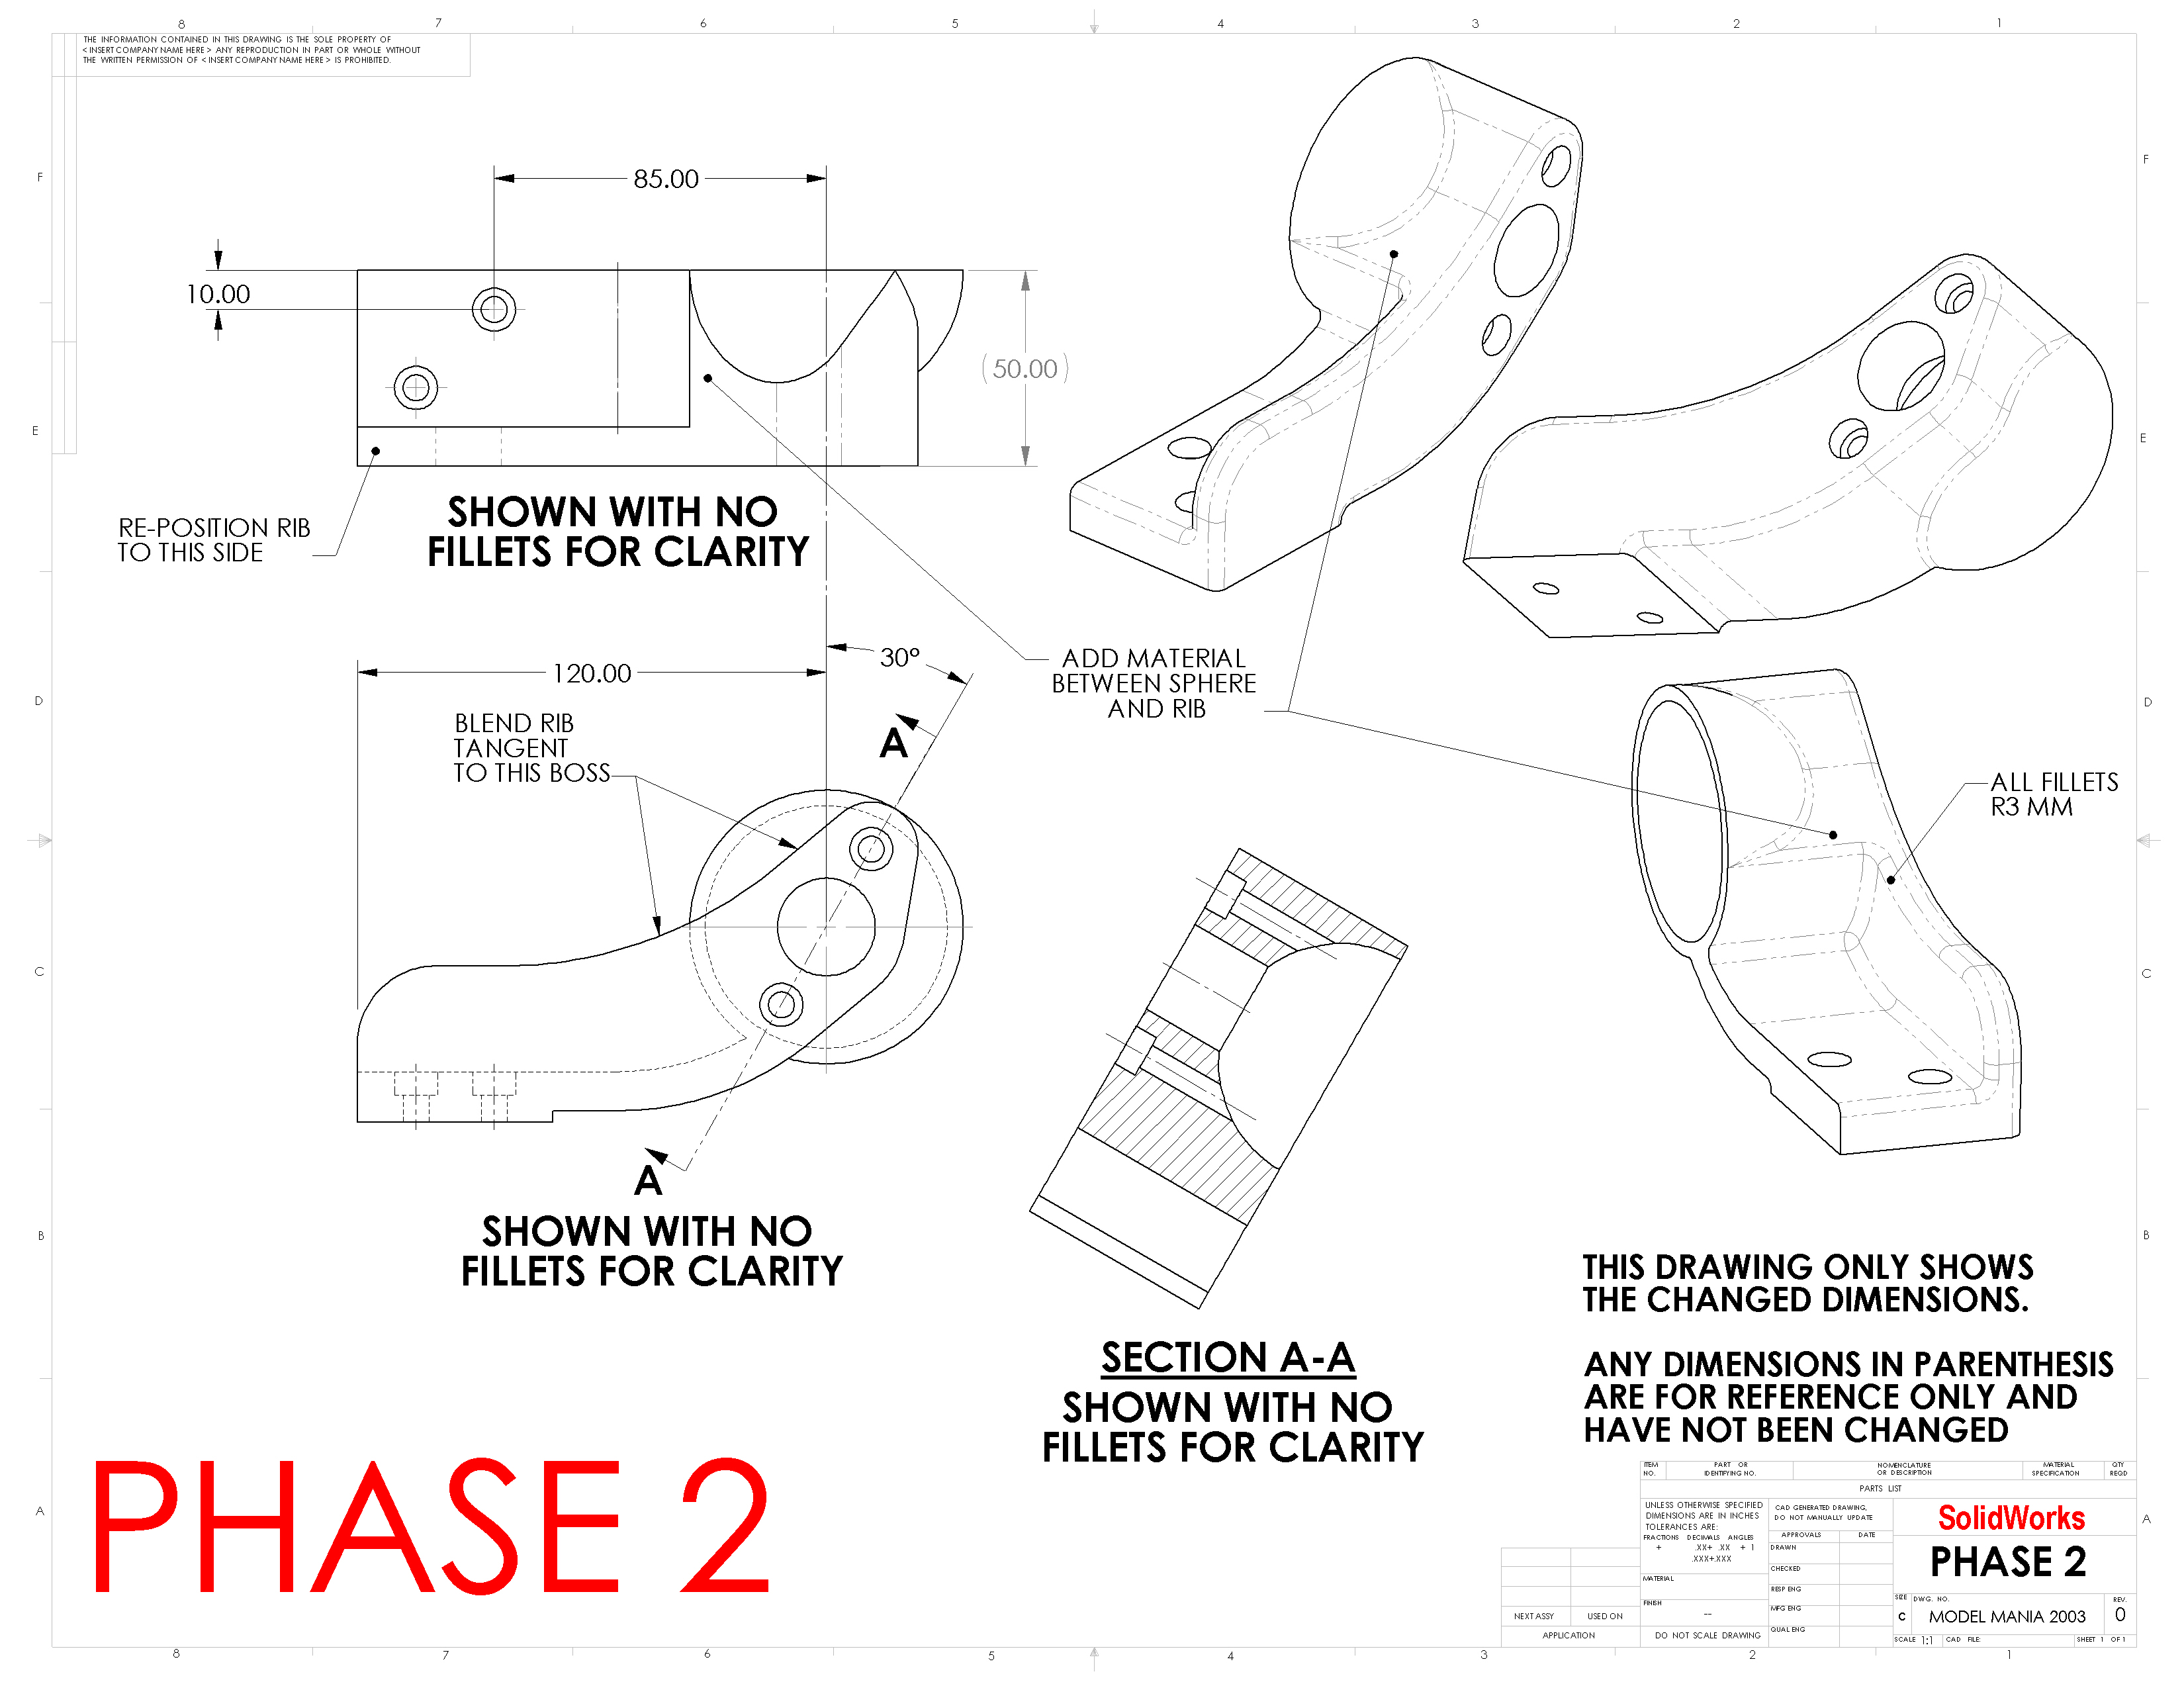 8 7 6 5 4 3 2 1
THE INFORMATION CONTAINED IN THIS DRAWING IS THE SOLE PROPERTY OF
< INSERT COMPANY NAME HERE > ANY REPRODUCTION IN PART OR WHOLE WITHOUT
THE WRITTEN PERMISSION OF < INSERT COMPANY NAME HERE > IS PROHIBITED.
F
F
85.00
10.00
(50.00)
E
E
RE-POSITION RIB
TO THIS SIDE
SHOWN WITH NO
FILLETS FOR CLARITY
ADD MATERIAL
BETWEEN SPHERE
AND RIB
120.00
30°
D
D
BLEND RIB
TANGENT
TO THIS BOSS
A
ALL FILLETS
R3 MM
C
C
A
SHOWN WITH NO
FILLETS FOR CLARITY
B
B
SECTION A-A
SHOWN WITH NO
FILLETS FOR CLARITY
THIS DRAWING ONLY SHOWS
THE CHANGED DIMENSIONS.
ANY DIMENSIONS IN PARENTHESIS
ARE FOR REFERENCE ONLY AND
HAVE NOT BEEN CHANGED
PHASE 2
A
A
ITEM
NO.
PART OR
IDENTIFYING NO.
NOMENCLATURE
OR DESCRIPTION
MATERIAL
SPECIFICATION
QTY
REQD
PARTS LIST
UNLESS OTHERWISE SPECIFIED
DIMENSIONS ARE IN INCHES
TOLERANCES ARE:
FRACTIONS DECIMALS ANGLES
+ .XX+ .XX + 1
.XXX+.XXX
MATERIAL
FINISH
--
DO NOT SCALE DRAWING
CAD GENERATED DRAWING,
DO NOT MANUALLY UPDATE
APPROVALS DATE
DRAWN
CHECKED
RESP ENG
MFG ENG
QUAL ENG
NEXT ASSY USED ON
APPLICATION
SolidWorks
PHASE 2
SIZE
C
DWG. NO.
MODEL MANIA 2003
REV.
0
SCALE 1:1 CAD FILE: SHEET 1 OF 1
8 7 6 5 4 3 2 1